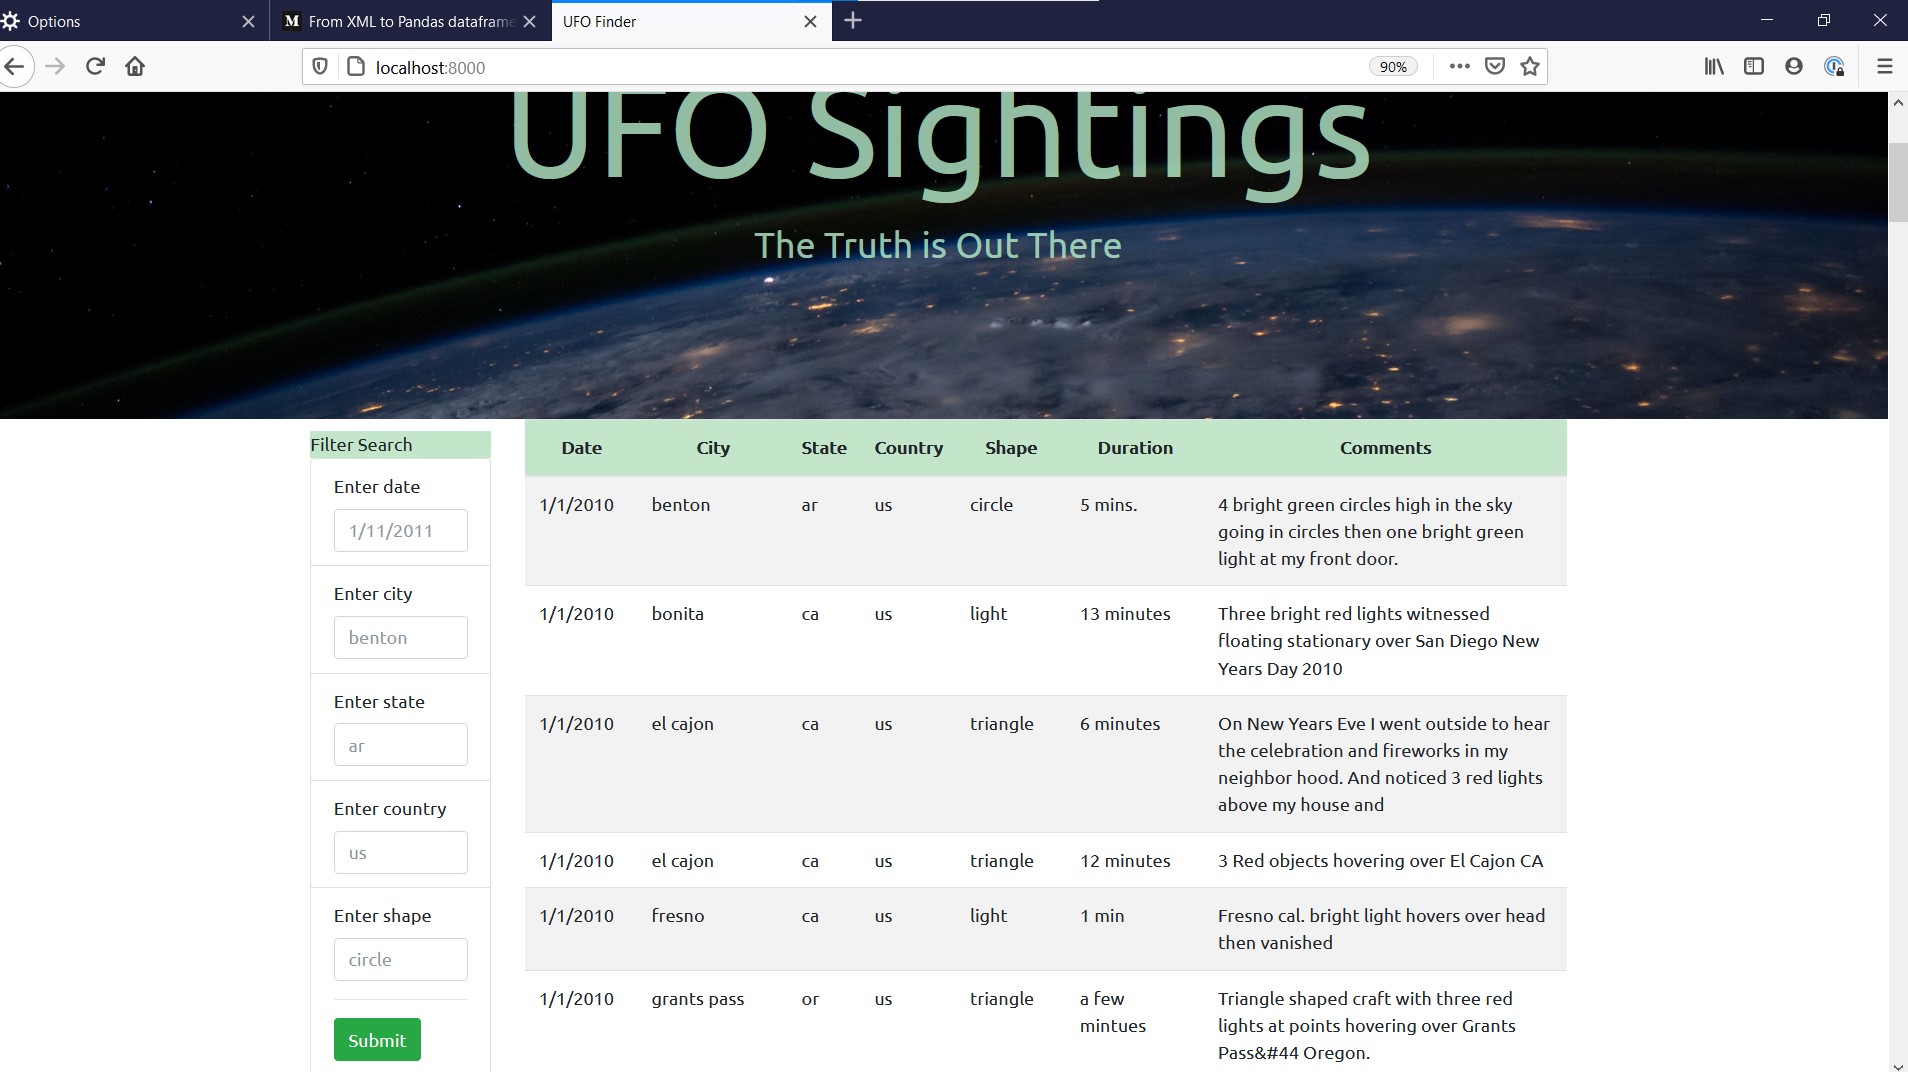 Options
From XML to Pandas dataframe
UFO Finder
localhost:8000
90%
UFO Sightings
The Truth is Out There
Filter Search
Enter date
1/11/2011
Enter city
benton
Enter state
ar
Enter country
us
Enter shape
circle
Submit
Date City State Country Shape Duration Comments
1/1/2010 benton ar us circle 5 mins. 4 bright green circles high in the sky
going in circles then one bright green
light at my front door.
1/1/2010 bonita ca us light 13 minutes Three bright red lights witnessed
floating stationary over San Diego New
Years Day 2010
1/1/2010 el cajon ca us triangle 6 minutes On New Years Eve I went outside to hear
the celebration and fireworks in my
neighbor hood. And noticed 3 red lights
above my house and
1/1/2010 el cajon ca us triangle 12 minutes 3 Red objects hovering over El Cajon CA
1/1/2010 fresno ca us light 1 min Fresno cal. bright light hovers over head
then vanished
1/1/2010 grants pass or us triangle a few Triangle shaped craft with three red
mintues lights at points hovering over Grants
Pass&#44 Oregon.